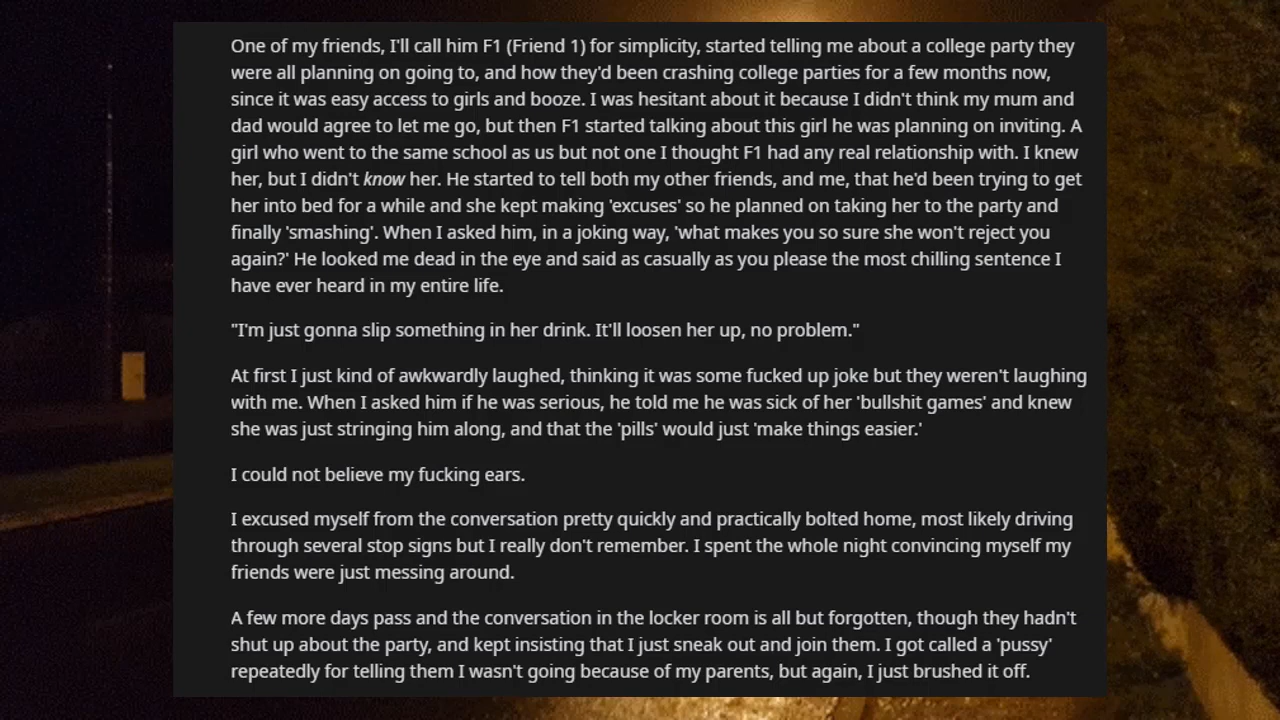 One of my friends, I'll call him F1 (Friend 1) for simplicity, started telling me about a college party they
were all planning on going to, and how they'd been crashing college parties for a few months now,
since it was easy access to girls and booze. I was hesitant about it because I didn't think my mum and
dad would agree to let me go, but then F1 started talking about this girl he was planning on inviting. A
girl who went to the same school as us but not one I thought F1 had any real relationship with. I knew
her, but I didn't know her. He started to tell both my other friends, and me, that he'd been trying to get
her into bed for a while and she kept making 'excuses' so he planned on taking her to the party and
finally 'smashing'. When I asked him, in a joking way, 'what makes you so sure she won't reject you
again?' He looked me dead in the eye and said as casually as you please the most chilling sentence I
have ever heard in my entire life.
"I'm just gonna slip something in her drink. It'll loosen her up, no problem."
At first I just kind of awkwardly laughed, thinking it was some fucked up joke but they weren't laughing
with me. When I asked him if he was serious, he told me he was sick of her 'bullshit games' and knew
she was just stringing him along, and that the 'pills' would just 'make things easier.'
I could not believe my fucking ears.
I excused myself from the conversation pretty quickly and practically bolted home, most likely driving
through several stop signs but I really don't remember. I spent the whole night convincing myself my
friends were just messing around.
A few more days pass and the conversation in the locker room is all but forgotten, though they hadn't
shut up about the party, and kept insisting that I just sneak out and join them. I got called a 'pussy'
repeatedly for telling them I wasn't going because of my parents, but again, I just brushed it off.